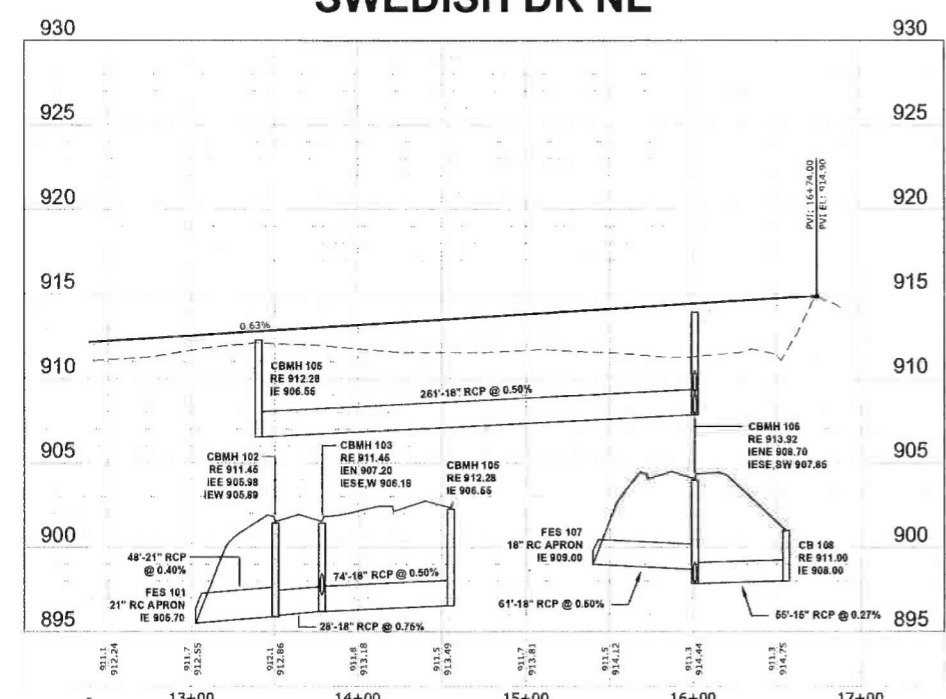 SWEDISH DR NE
930
930
925
925
920
920
915
915
910
910
905
905
900
900
895
895
PVI: 16+74.00
PVI EL: 914.90
0.63%
CBMH 105
RE 912.28
IE 906.55
261'-18" RCP @ 0.50%
CBMH 106
RE 913.92
IENE 908.70
IESE,SW 907.85
CBMH 102
RE 911.45
IEE 905.98
IEW 905.89
CBMH 103
RE 911.45
IEN 907.20
IESE,W 906.18
CBMH 105
RE 912.28
IE 906.55
48'-21" RCP
@ 0.40%
FES 101
21" RC APRON
IE 905.70
74'-18" RCP @ 0.50%
28'-18" RCP @ 0.75%
FES 107
18" RC APRON
IE 909.00
61'-18" RCP @ 0.50%
CB 108
RE 911.00
IE 908.00
55'-15" RCP @ 0.27%
911.1
912.24
911.7
912.55
912.1
912.86
911.8
913.18
911.5
913.49
911.7
913.81
911.5
914.12
911.3
914.44
911.3
914.75
13+00
14+00
15+00
16+00
17+00